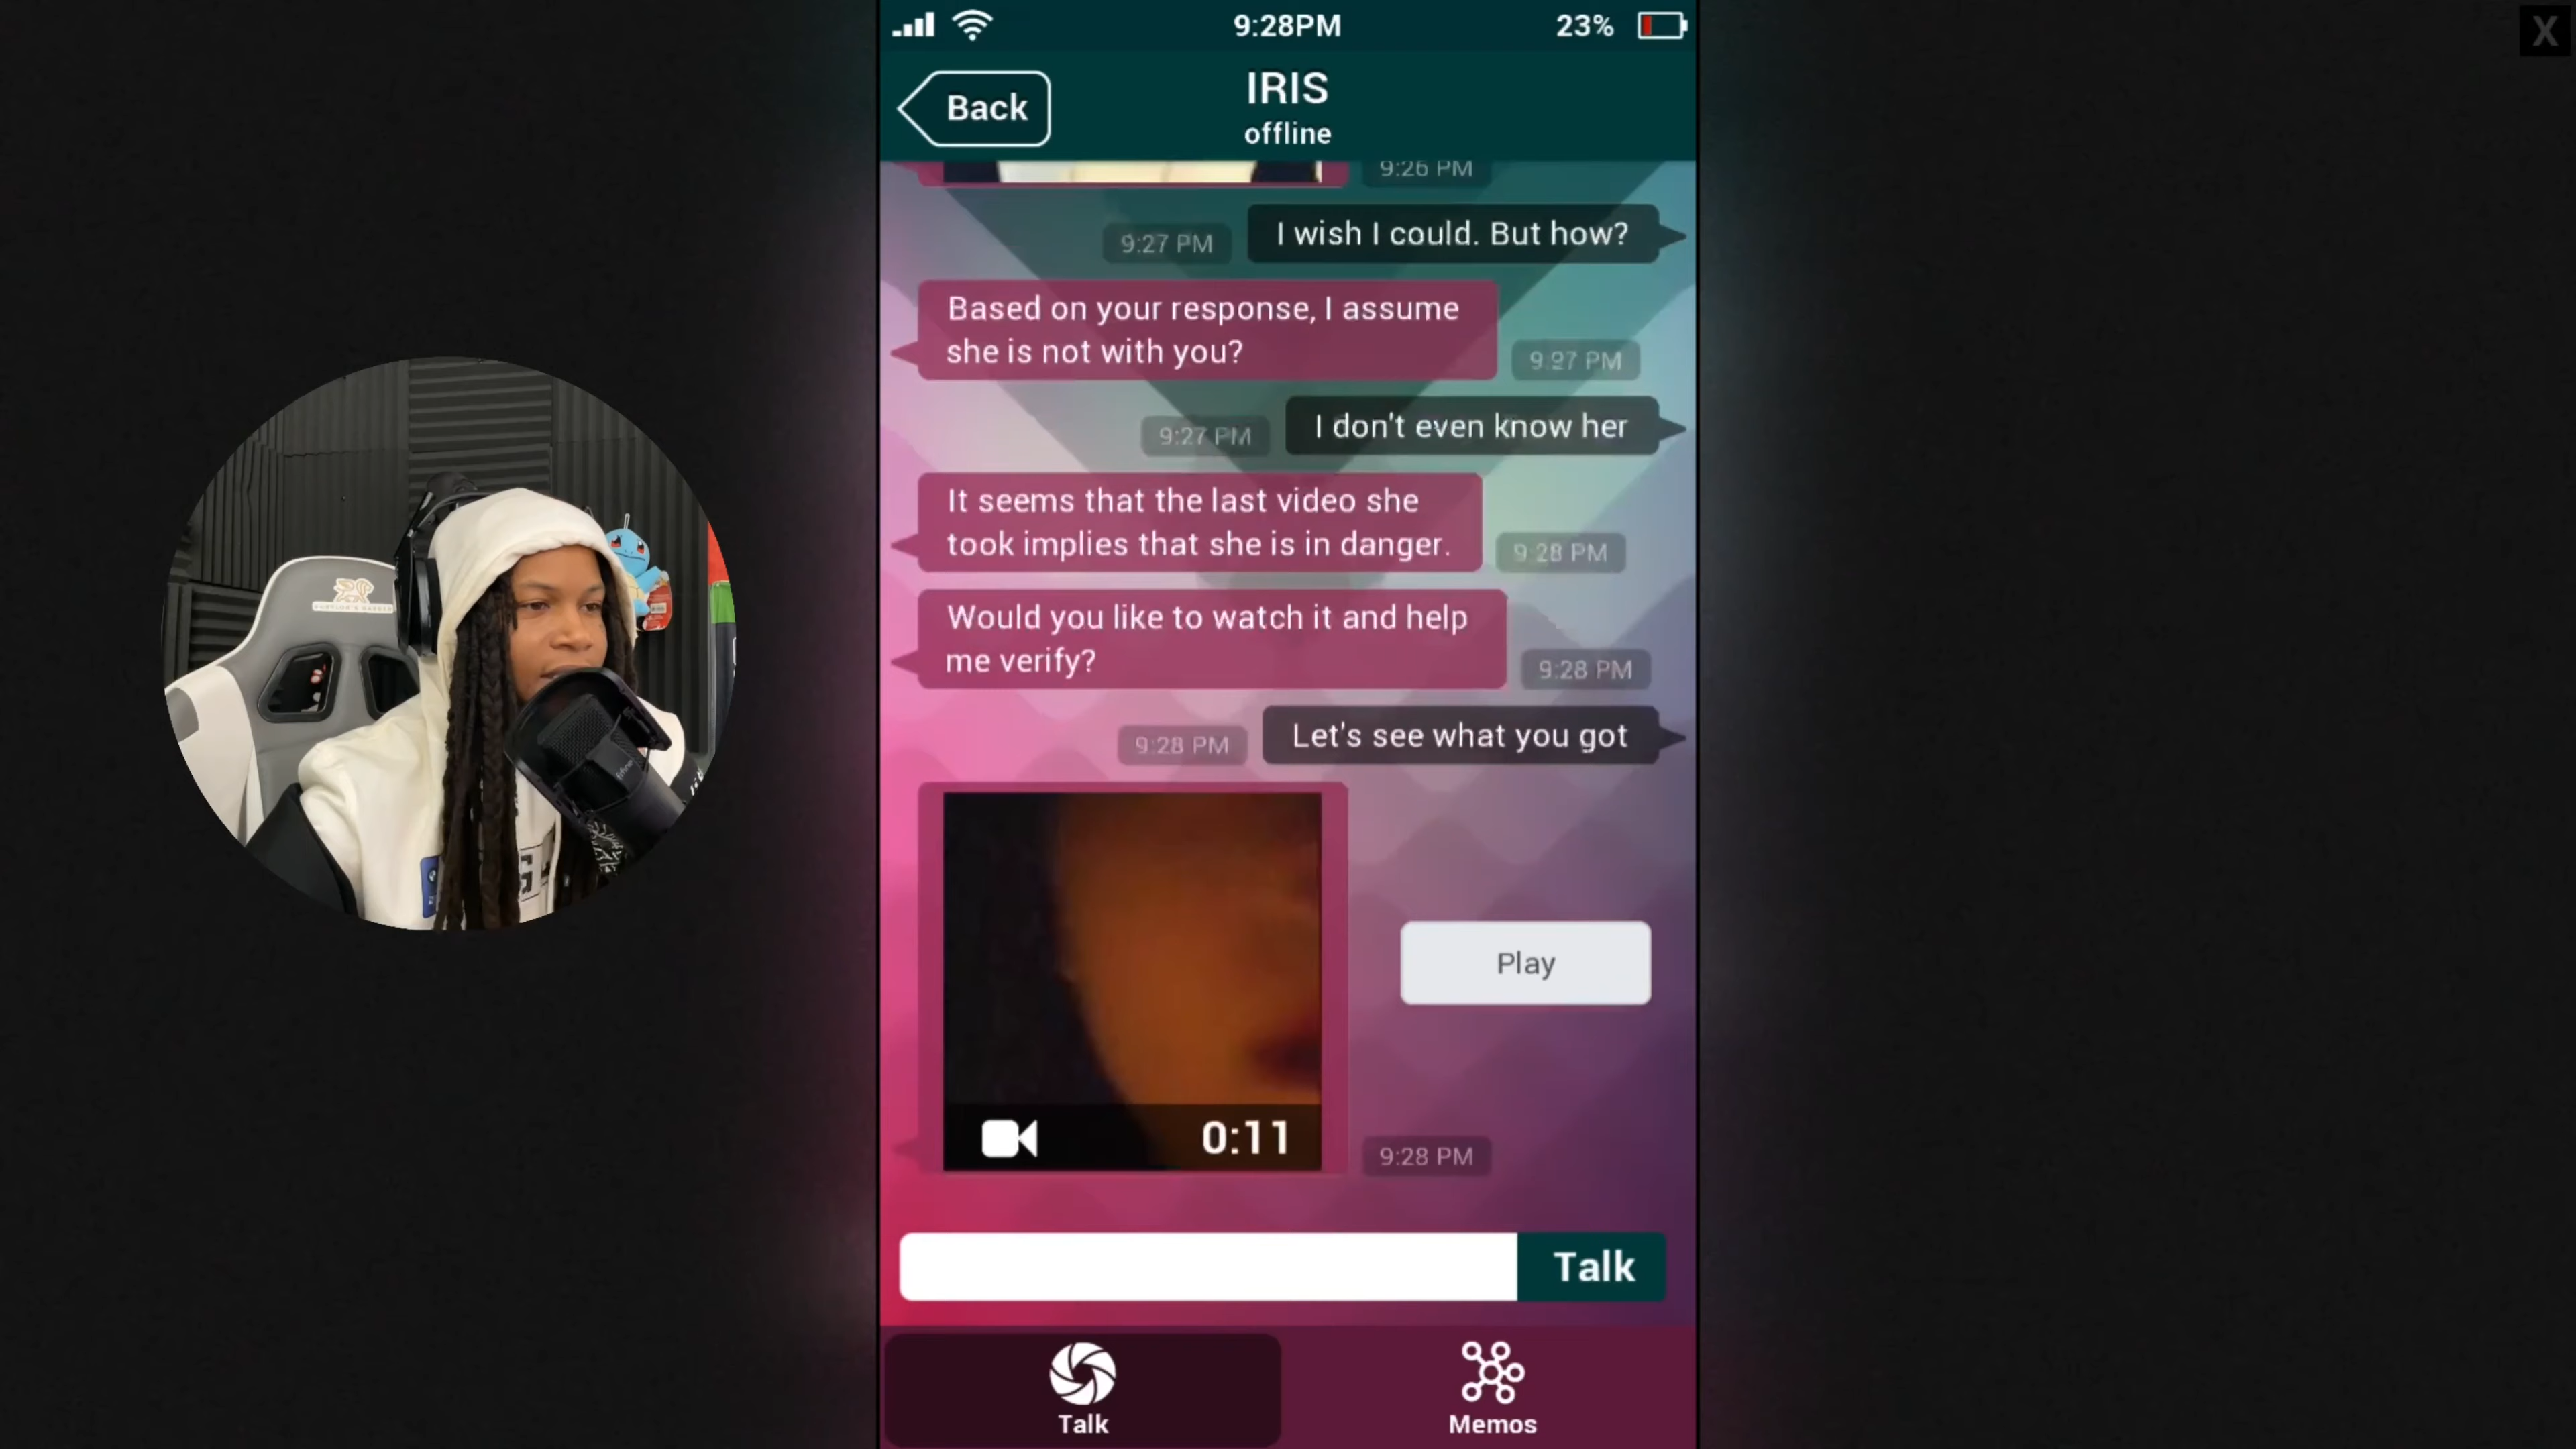 9:28PM
23%
X
Back
IRIS
offline
9:26 PM
I wish I could. But how?
9:27 PM
Based on your response, I assume
she is not with you?
9:27 PM
I don't even know her
9:27 PM
It seems that the last video she
took implies that she is in danger.
9:28 PM
Would you like to watch it and help
me verify?
9:28 PM
Let's see what you got
9:28 PM
Play
0:11
9:28 PM
Talk
Talk
Memos